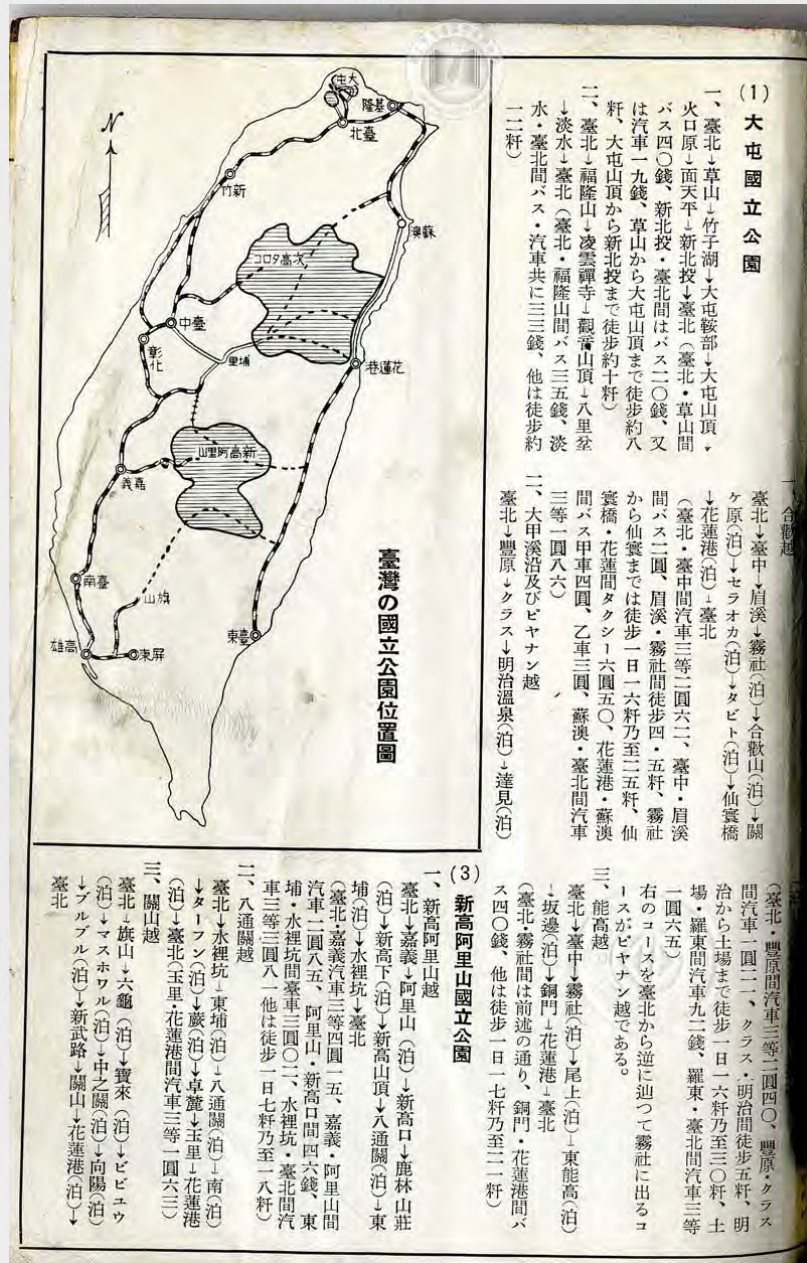 (1) 大屯國立公園
一、臺北→草山→竹子湖→大屯鞍部→大屯山頂→
火口原→面天平→新北投→臺北（臺北・草山間
バス四〇錢、新北投・臺北間はバス二〇錢、又
は汽車一九錢、草山から大屯山頂まで徒歩約八
粁、大屯山頂から新北投まで徒歩約十粁）
二、臺北→福隆山→凌雲禪寺→觀音山頂→八里坌
→淡水→臺北（臺北・福隆山間バス三五錢、淡
水・臺北間バス・汽車共に三三錢、他は徒歩約
一二粁）
一、合歡越
臺北→臺中→眉溪→霧社(泊)→合歡山(泊)→關
ケ原(泊)→セラオカ(泊)→タビト(泊)→仙寰橋
→花蓮港(泊)→臺北
（臺北・臺中間汽車三等二圓六二、臺中・眉溪
間バス二圓、眉溪・霧社間徒歩四・五粁、霧社
から仙寰までは徒歩一日一六粁乃至二五粁、仙
寰橋・花蓮間タクシー六圓五〇、花蓮港・蘇澳
間バス甲車四圓、乙車三圓、蘇澳・臺北間汽車
三等一圓八六）
二、大甲溪沿及びピヤナン越
臺北→豐原→クラス→明治溫泉(泊)→達見(泊)
（臺北・豐原間汽車三等二圓四〇、豐原・クラス
間汽車一圓二一、クラス・明治間徒歩五粁、明
治から土場まで徒歩一日一六粁乃至三〇粁、土
場・羅東間汽車九二錢、羅東・臺北間汽車三等
一圓六五）
右のコースを臺北から逆に辿つて霧社に出るコ
ースがピヤナン越である。
三、能高越
臺北→臺中→霧社(泊)→尾上(泊)→東能高(泊)
→坂邊(泊)→銅門→花蓮港→臺北
（臺北・霧社間は前述の通り、銅門・花蓮港間バ
ス四〇錢、他は徒歩一日一七粁乃至二一粁）
(3) 新高阿里山國立公園
一、新高阿里山越
臺北→嘉義→阿里山（泊）→新高口→鹿林山莊
（泊）→新高下(泊)→新高山頂→八通關(泊)→東
埔(泊)→水裡坑→臺北
（臺北・嘉義汽車三等四圓一五、嘉義・阿里山間
汽車二圓八五、阿里山・新高口間四六錢、東
埔・水裡坑間臺車三圓〇二、水裡坑・臺北間汽
車三等三圓八一他は徒歩一日七粁乃至一八粁）
二、八通關越
臺北→水裡坑→東埔(泊)→八通關(泊)→南(泊)
→ターフン(泊)→蕨(泊)→卓麓→玉里→花蓮港
(泊)→臺北(玉里・花蓮港間汽車三等一圓六三)
三、關山越
臺北→旗山→六龜（泊）→寶來（泊）→ビビユウ
(泊)→マスホワル(泊)→中之關(泊)→向陽(泊)
→ブルブル(泊)→新武路→關山→花蓮港(泊)→
臺北
臺灣の國立公園位置圖
N
大屯
隆基
北臺
竹新
澳蘇
コロタ高次
中臺
彰化
里埔
港蓮花
山里阿高新
義嘉
南臺
山旗
雄高
東屏
東臺